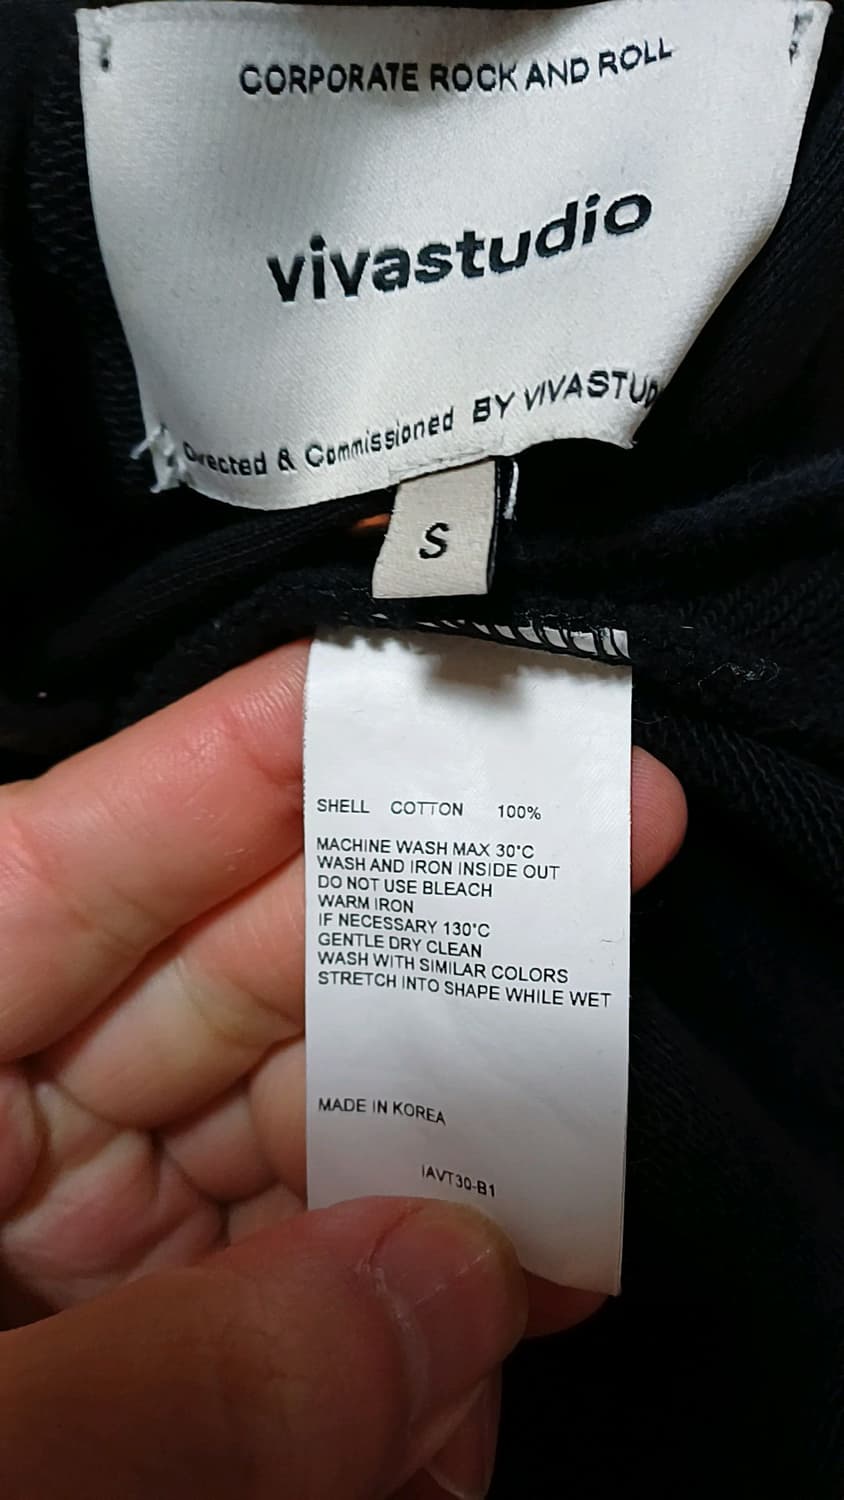 CORPORATE ROCK AND ROLL
vivastudio
Directed & Commissioned BY VIVASTUD
S
SHELL COTTON 100%
MACHINE WASH MAX 30°C
WASH AND IRON INSIDE OUT
DO NOT USE BLEACH
WARM IRON
IF NECESSARY 130°C
GENTLE DRY CLEAN
WASH WITH SIMILAR COLORS
STRETCH INTO SHAPE WHILE WET
MADE IN KOREA
IAVT30-B1